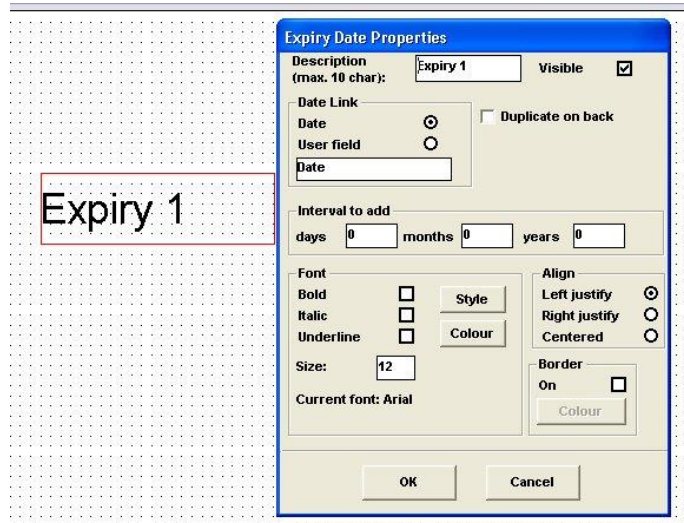 Expiry Date Properties
Description
(max. 10 char):
Expiry 1
Visible
Date Link
Date
User field
Date
Duplicate on back
Expiry 1
Interval to add
days 0 months 0 years 0
Font
Bold
Italic
Underline
Style
Colour
Size: 12
Current font: Arial
Align
Left justify
Right justify
Centered
Border
On
Colour
OK
Cancel